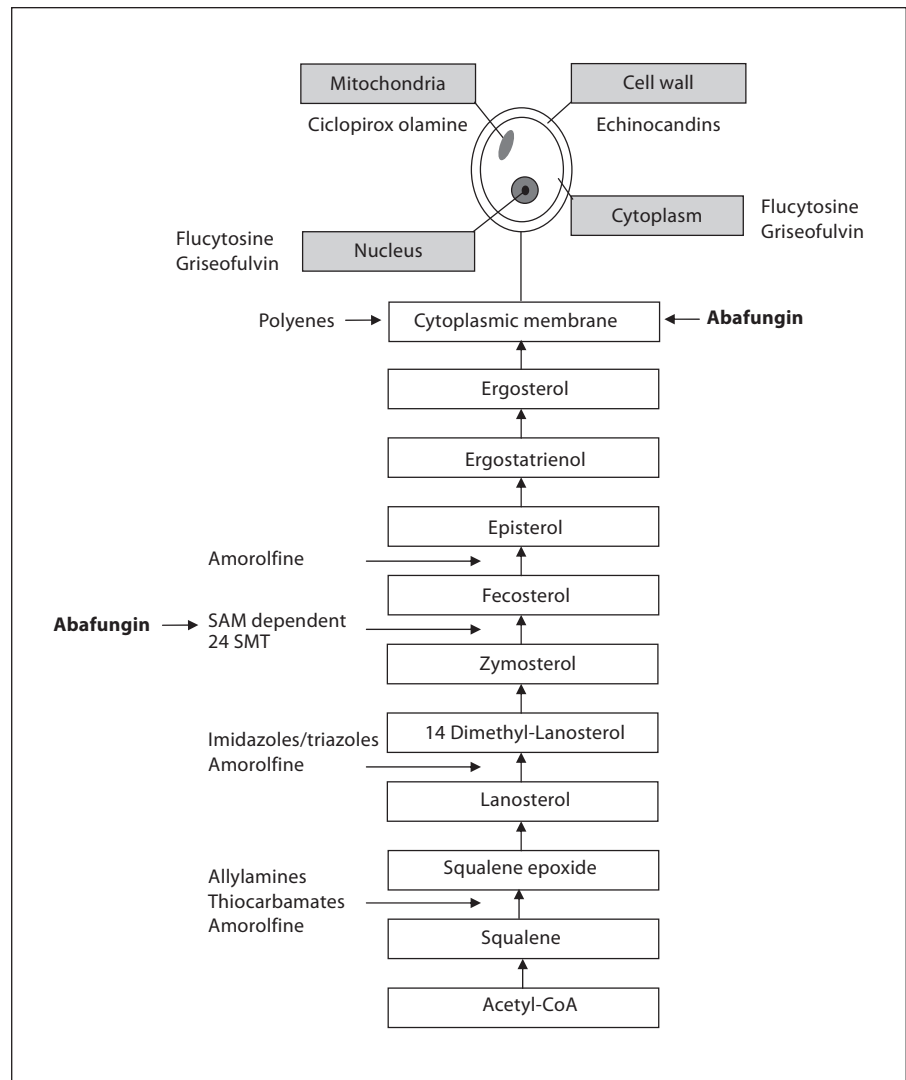 Mitochondria
Cell wall
Ciclopirox olamine
Echinocandins
Cytoplasm
Flucytosine
Griseofulvin
Flucytosine
Griseofulvin
Nucleus
Polyenes
Cytoplasmic membrane
Abafungin
Ergosterol
Ergostatrienol
Episterol
Amorolfine
Fecosterol
Abafungin
SAM dependent
24 SMT
Zymosterol
14 Dimethyl-Lanosterol
Imidazoles/triazoles
Amorolfine
Lanosterol
Squalene epoxide
Allylamines
Thiocarbamates
Amorolfine
Squalene
Acetyl-CoA